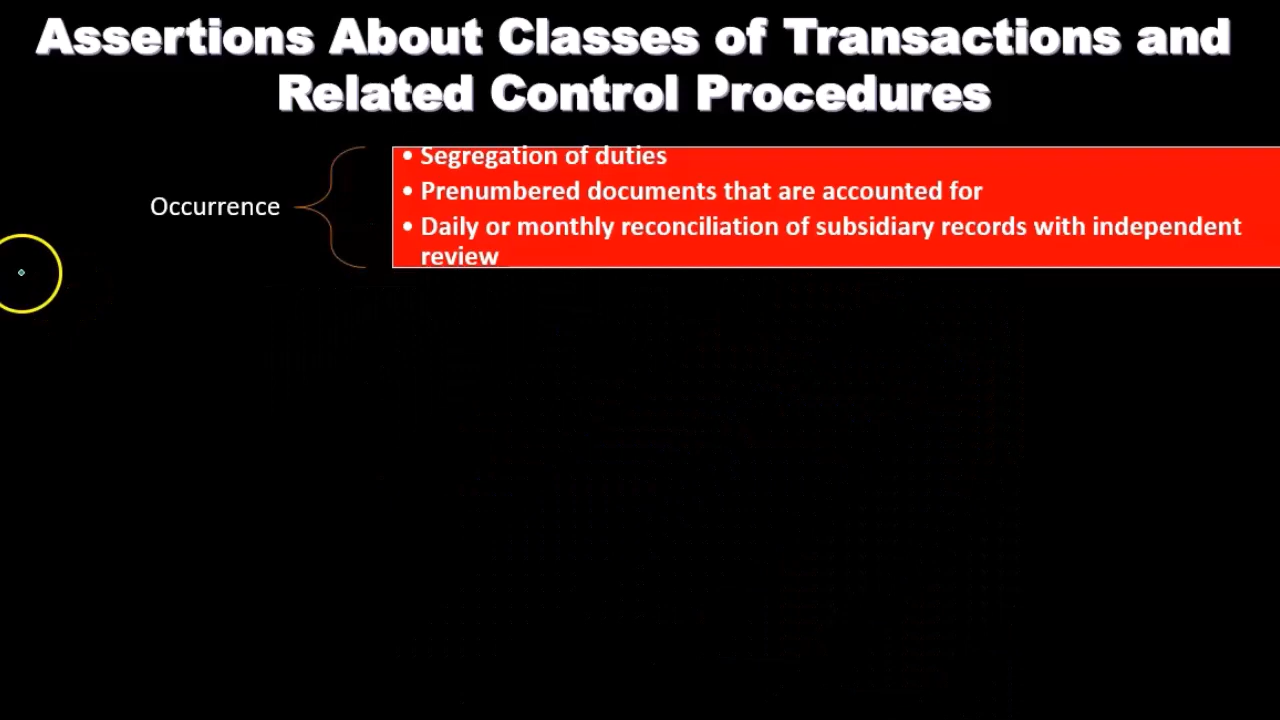 Assertions About Classes of Transactions and
Related Control Procedures
Occurrence
• Segregation of duties
• Prenumbered documents that are accounted for
• Daily or monthly reconciliation of subsidiary records with independent
review